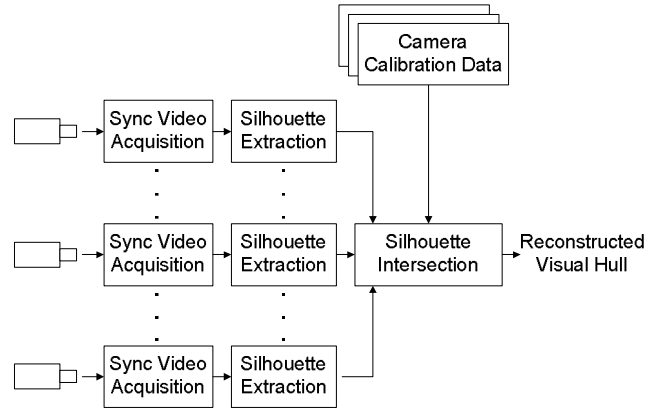 Camera
Calibration Data
Sync Video
Acquisition
Silhouette
Extraction
Sync Video
Acquisition
Silhouette
Extraction
Silhouette
Intersection
Reconstructed
Visual Hull
Sync Video
Acquisition
Silhouette
Extraction